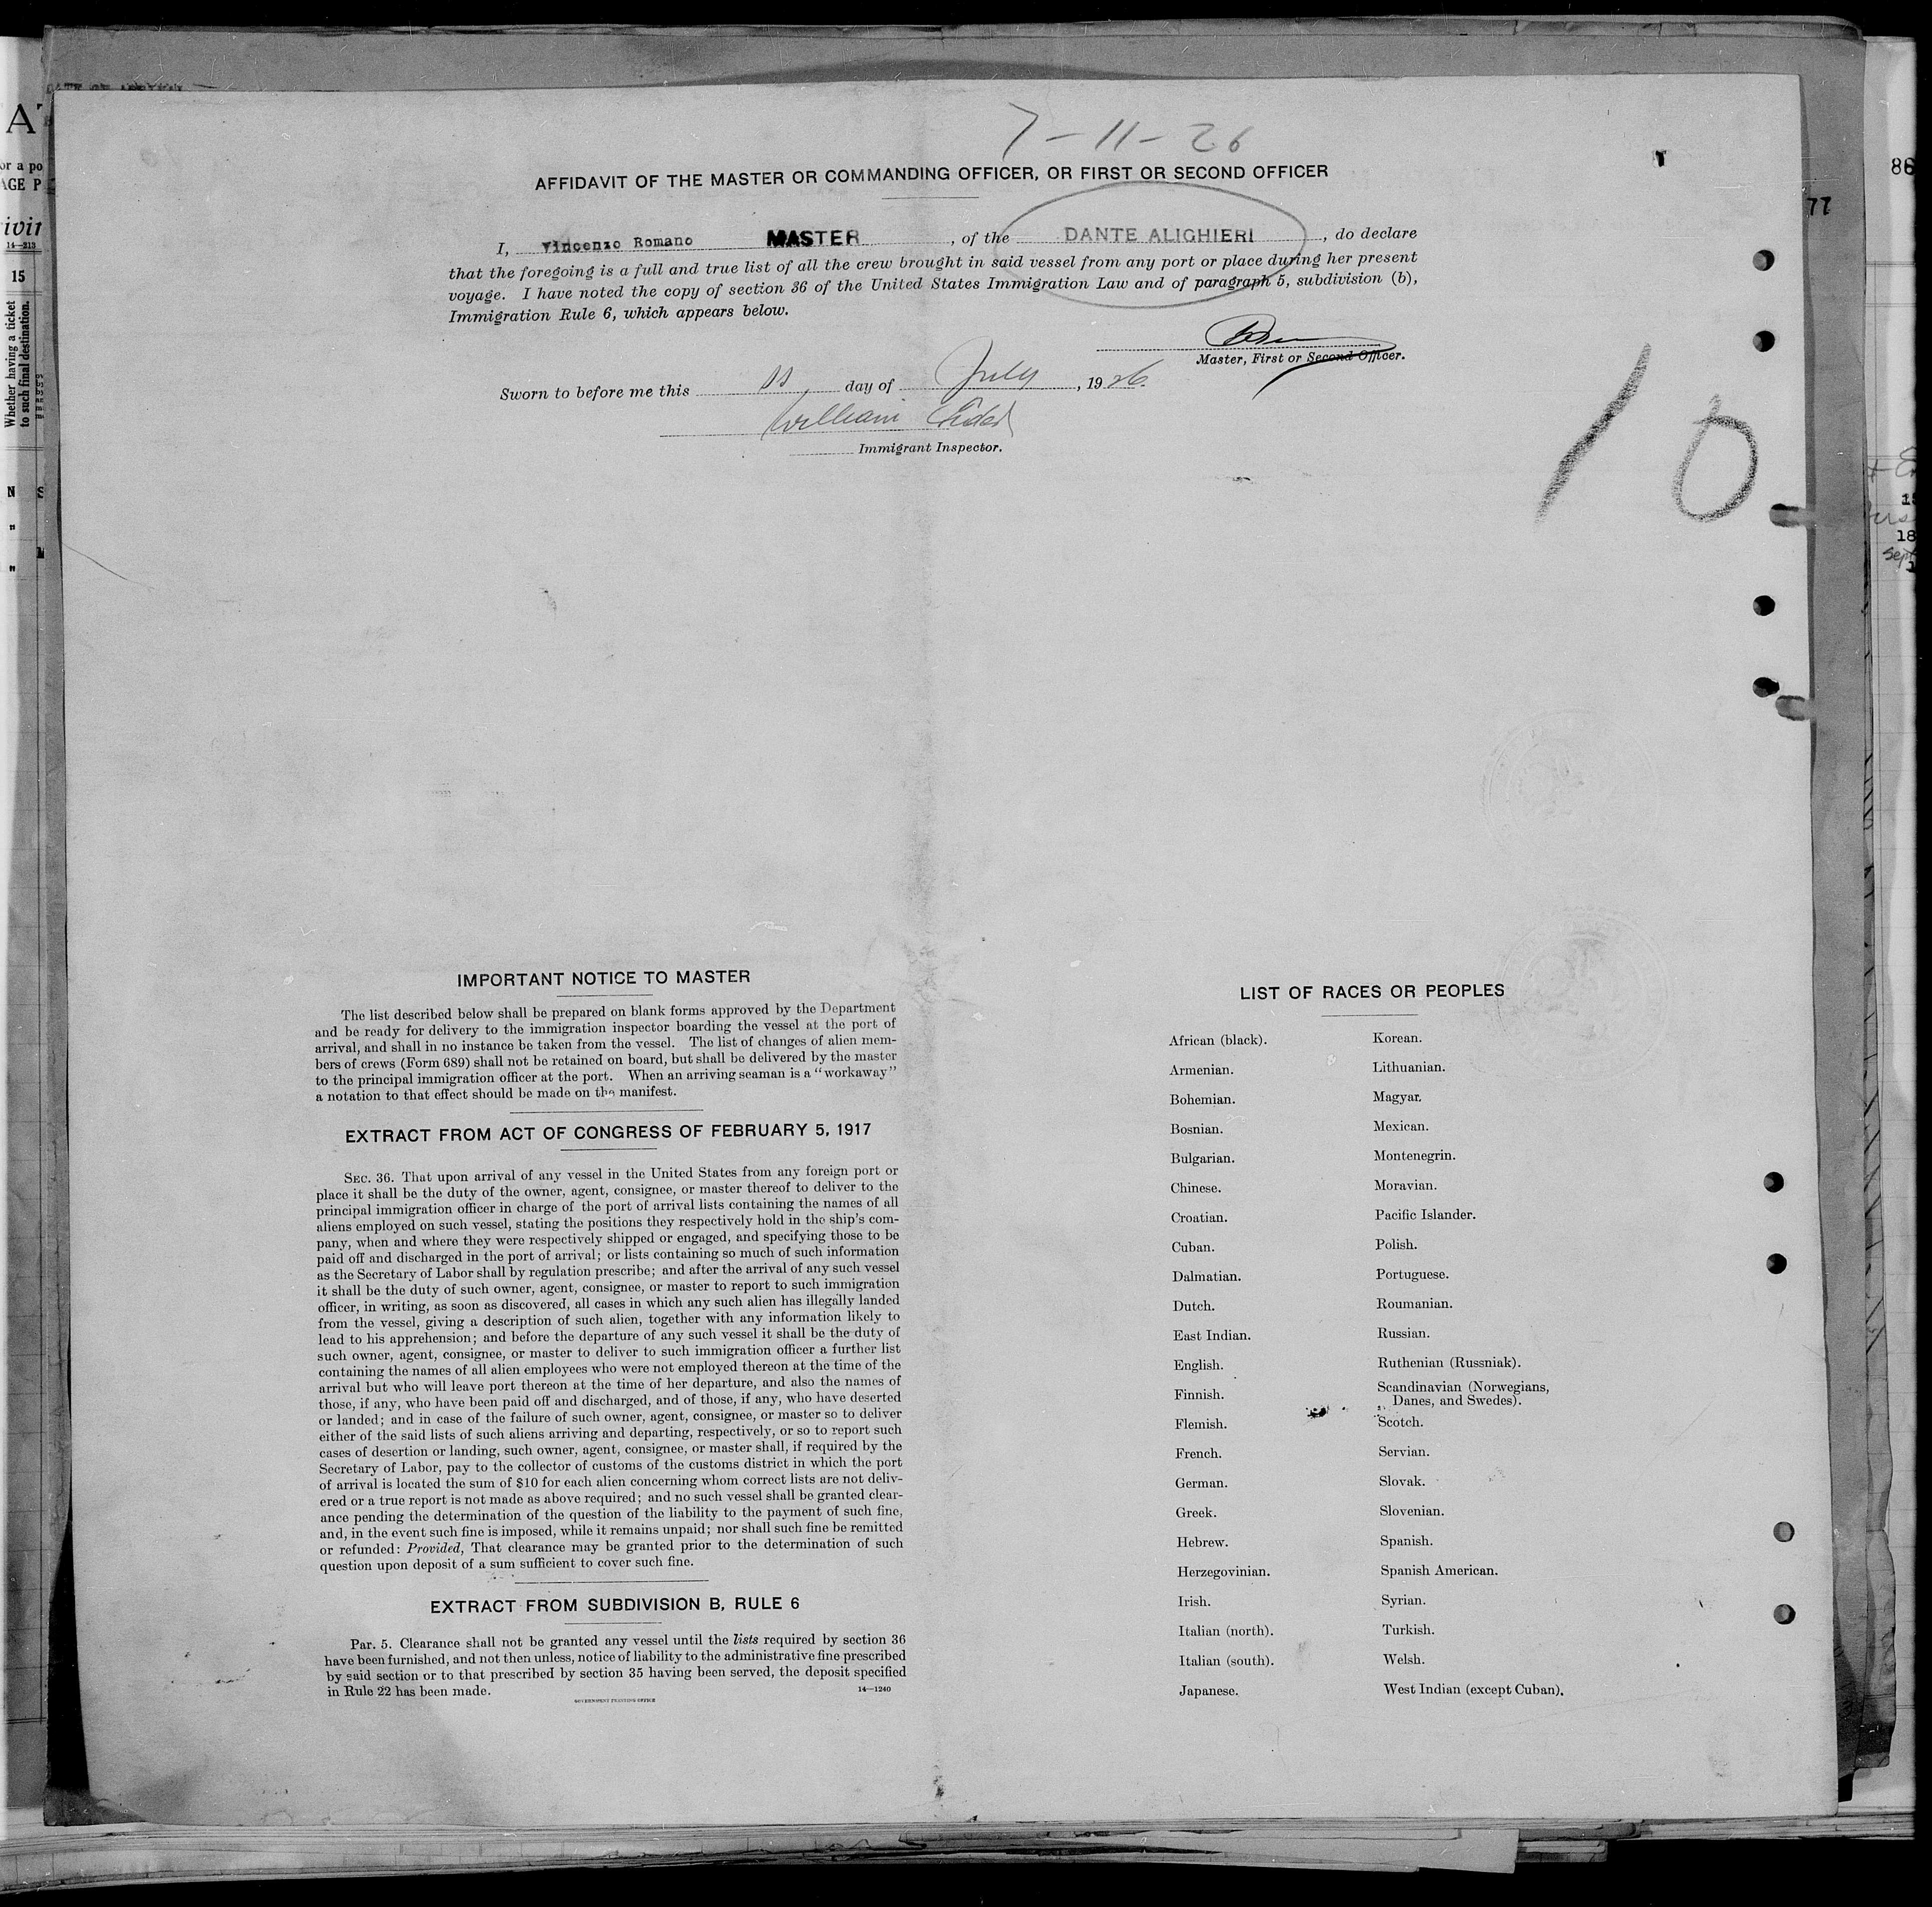 7-11-26
AFFIDAVIT OF THE MASTER OR COMMANDING OFFICER, OR FIRST OR SECOND OFFICER
77
I, Vincenzo Romano MASTER, of the DANTE ALIGHIERI, do declare
that the foregoing is a full and true list of all the crew brought in said vessel from any port or place during her present
voyage. I have noted the copy of section 36 of the United States Immigration Law and of paragraph 5, subdivision (b),
Immigration Rule 6, which appears below.
Master, First or Second Officer.
Sworn to before me this 11 day of July, 1926.
William
Immigrant Inspector.
10
IMPORTANT NOTICE TO MASTER
The list described below shall be prepared on blank forms approved by the Department
and be ready for delivery to the immigration inspector boarding the vessel at the port of
arrival, and shall in no instance be taken from the vessel. The list of changes of alien mem-
bers of crews (Form 689) shall not be retained on board, but shall be delivered by the master
to the principal immigration officer at the port. When an arriving seaman is a "workaway"
a notation to that effect should be made on the manifest.
EXTRACT FROM ACT OF CONGRESS OF FEBRUARY 5, 1917
SEC. 36. That upon arrival of any vessel in the United States from any foreign port or
place it shall be the duty of the owner, agent, consignee, or master thereof to deliver to the
principal immigration officer in charge of the port of arrival lists containing the names of all
aliens employed on such vessel, stating the positions they respectively hold in the ship's com-
pany, when and where they were respectively shipped or engaged, and specifying those to be
paid off and discharged in the port of arrival; or lists containing so much of such information
as the Secretary of Labor shall by regulation prescribe; and after the arrival of any such vessel
it shall be the duty of such owner, agent, consignee, or master to report to such immigration
officer, in writing, as soon as discovered, all cases in which any such alien has illegally landed
from the vessel, giving a description of such alien, together with any information likely to
lead to his apprehension; and before the departure of any such vessel it shall be the duty of
such owner, agent, consignee, or master to deliver to such immigration officer a further list
containing the names of all alien employees who were not employed thereon at the time of the
arrival but who will leave port thereon at the time of her departure, and also the names of
those, if any, who have been paid off and discharged, and of those, if any, who have deserted
or landed; and in case of the failure of such owner, agent, consignee, or master so to deliver
either of the said lists of such aliens arriving and departing, respectively, or so to report such
cases of desertion or landing, such owner, agent, consignee, or master shall, if required by the
Secretary of Labor, pay to the collector of customs of the customs district in which the port
of arrival is located the sum of $10 for each alien concerning whom correct lists are not deliv-
ered or a true report is not made as above required; and no such vessel shall be granted clear-
ance pending the determination of the question of the liability to the payment of such fine,
and, in the event such fine is imposed, while it remains unpaid; nor shall such fine be remitted
or refunded: Provided, That clearance may be granted prior to the determination of such
question upon deposit of a sum sufficient to cover such fine.
EXTRACT FROM SUBDIVISION B, RULE 6
Par. 5. Clearance shall not be granted any vessel until the lists required by section 36
have been furnished, and not then unless, notice of liability to the administrative fine prescribed
by said section or to that prescribed by section 35 having been served, the deposit specified
in Rule 22 has been made.
14—1240
GOVERNMENT PRINTING OFFICE
LIST OF RACES OR PEOPLES
African (black).
Armenian.
Bohemian.
Bosnian.
Bulgarian.
Chinese.
Croatian.
Cuban.
Dalmatian.
Dutch.
East Indian.
English.
Finnish.
Flemish.
French.
German.
Greek.
Hebrew.
Herzegovinian.
Irish.
Italian (north).
Italian (south).
Japanese.
Korean.
Lithuanian.
Magyar.
Mexican.
Montenegrin.
Moravian.
Pacific Islander.
Polish.
Portuguese.
Roumanian.
Russian.
Ruthenian (Russniak).
Scandinavian (Norwegians,
Danes, and Swedes).
Scotch.
Servian.
Slovak.
Slovenian.
Spanish.
Spanish American.
Syrian.
Turkish.
Welsh.
West Indian (except Cuban).